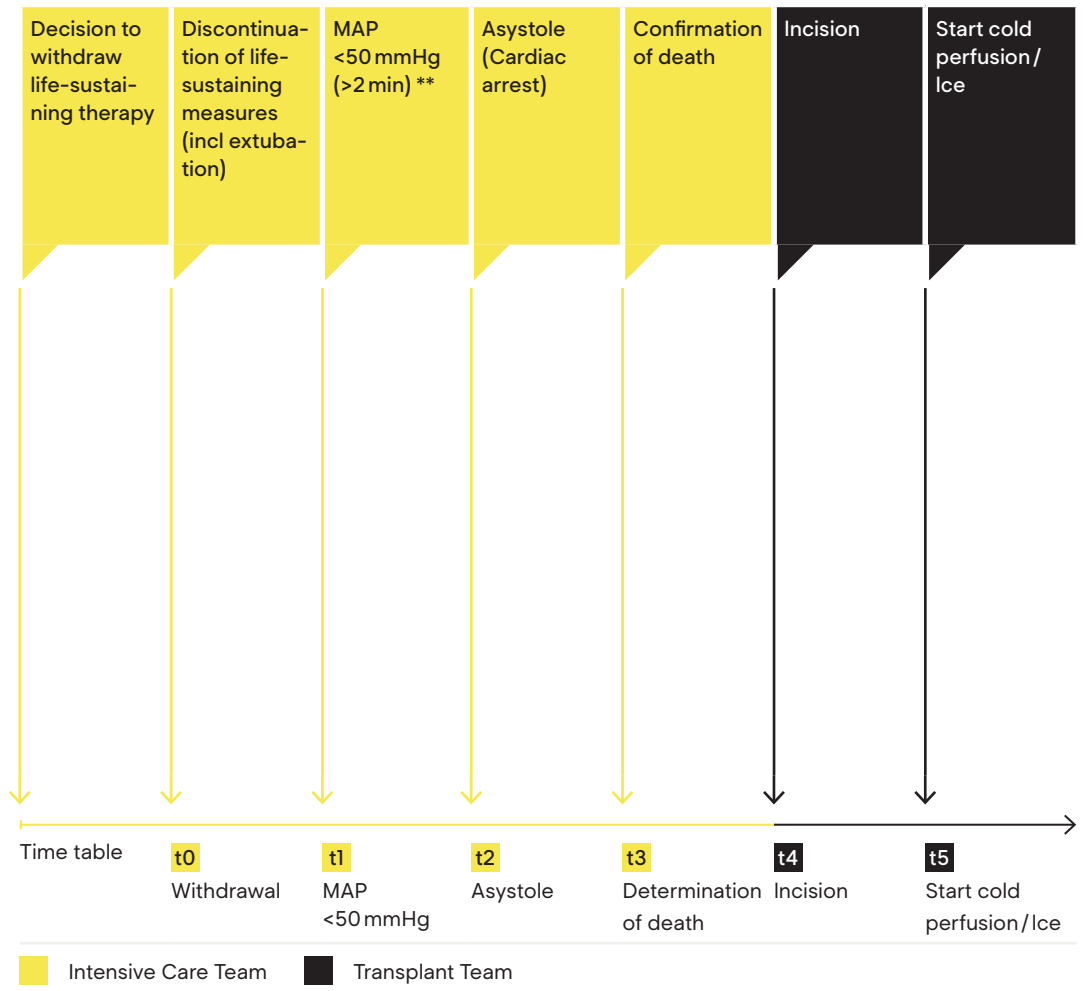 Decision to
withdraw
life-sustai-
ning therapy
Discontinua-
tion of life-
sustaining
measures
(incl extuba-
tion)
MAP
<50 mmHg
(>2 min) **
Asystole
(Cardiac
arrest)
Confirmation
of death
Incision
Start cold
perfusion /
Ice
Time table
t0
Withdrawal
t1
MAP
<50 mmHg
t2
Asystole
t3
Determination
of death
t4
Incision
t5
Start cold
perfusion / Ice
Intensive Care Team
Transplant Team